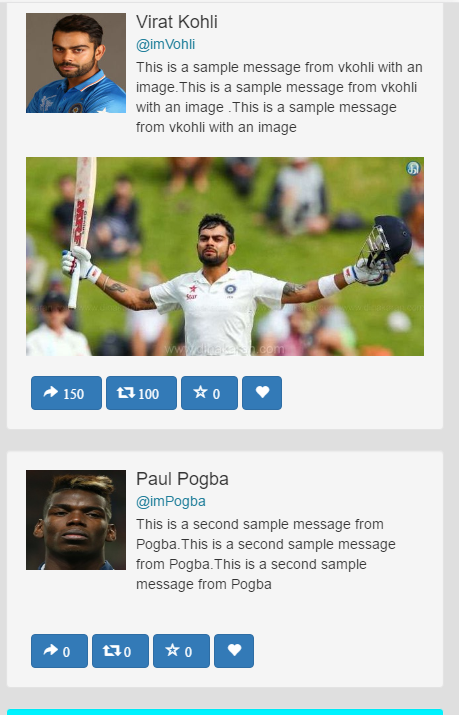 Virat Kohli
@imVohli
This is a sample message from vkohli with an
image.This is a sample message from vkohli
with an image .This is a sample message
from vkohli with an image
150
100
0
Paul Pogba
@imPogba
This is a second sample message from
Pogba.This is a second sample message
from Pogba.This is a second sample
message from Pogba
0
0
0